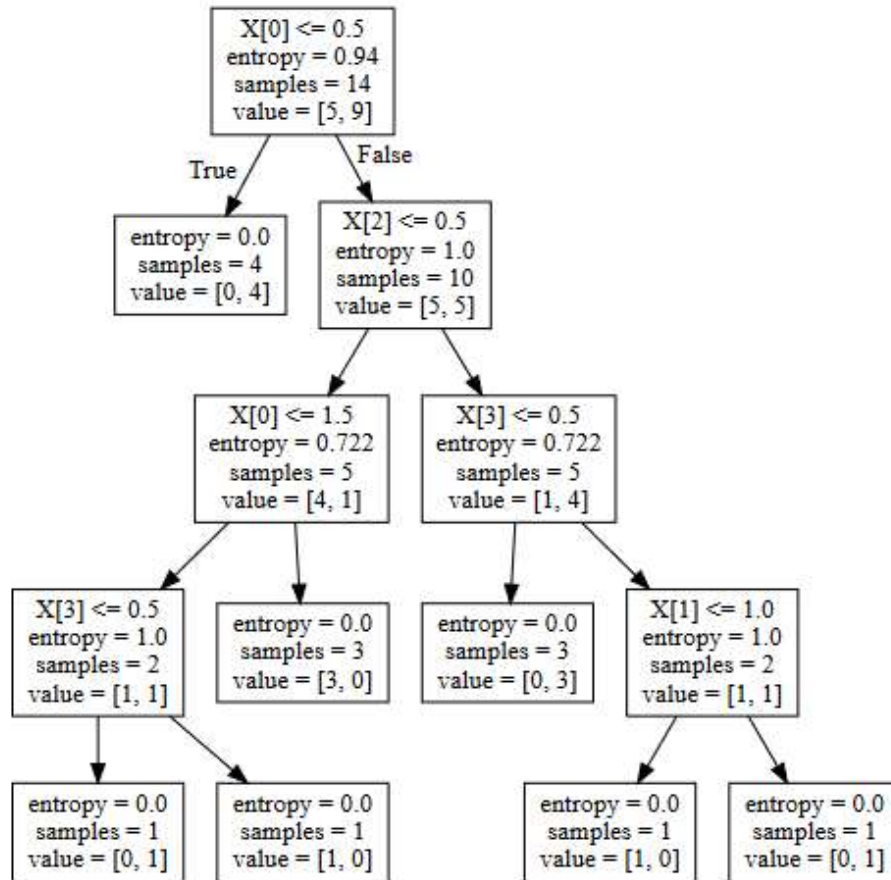 X[0] <= 0.5
entropy = 0.94
samples = 14
value = [5, 9]
True
False
entropy = 0.0
samples = 4
value = [0, 4]
X[2] <= 0.5
entropy = 1.0
samples = 10
value = [5, 5]
X[0] <= 1.5
entropy = 0.722
samples = 5
value = [4, 1]
X[3] <= 0.5
entropy = 0.722
samples = 5
value = [1, 4]
X[3] <= 0.5
entropy = 1.0
samples = 2
value = [1, 1]
entropy = 0.0
samples = 3
value = [3, 0]
entropy = 0.0
samples = 3
value = [0, 3]
X[1] <= 1.0
entropy = 1.0
samples = 2
value = [1, 1]
entropy = 0.0
samples = 1
value = [0, 1]
entropy = 0.0
samples = 1
value = [1, 0]
entropy = 0.0
samples = 1
value = [1, 0]
entropy = 0.0
samples = 1
value = [0, 1]